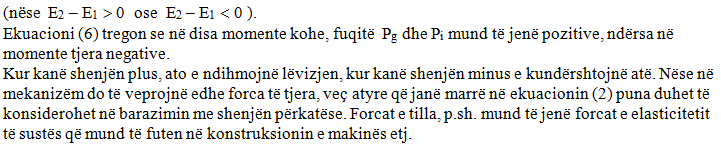 (nëse E₂ – E₁ > 0 ose E₂ – E₁ < 0 ).
Ekuacioni (6) tregon se në disa momente kohe, fuqitë Pg dhe Pi mund të jenë pozitive, ndërsa në
momente tjera negative.
Kur kanë shenjën plus, ato e ndihmojnë lëvizjen, kur kanë shenjën minus e kundërshtojnë atë. Nëse në
mekanizëm do të veprojnë edhe forca të tjera, veç atyre që janë marrë në ekuacionin (2) puna duhet të
konsiderohet në barazimin me shenjën përkatëse. Forcat e tilla, p.sh. mund të jenë forcat e elasticitetit
të sustës që mund të futen në konstruksionin e makinës etj.